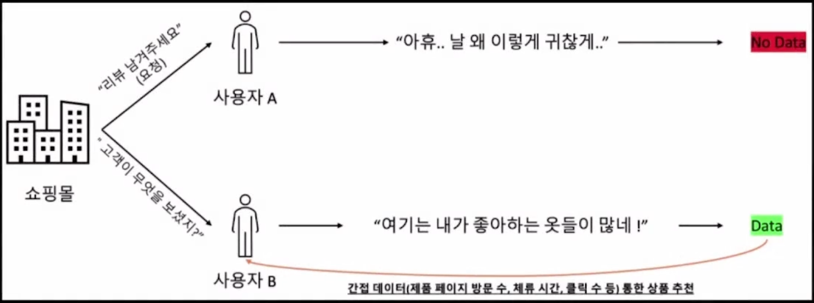 "리뷰 남겨주세요"
(요청)
사용자 A
"아휴.. 날 왜 이렇게 귀찮게.."
No Data
쇼핑몰
" 고객이 무엇을 보셨지?"
사용자 B
"여기는 내가 좋아하는 옷들이 많네 !"
Data
간접 데이터(제품 페이지 방문 수, 체류 시간, 클릭 수 등) 통한 상품 추천